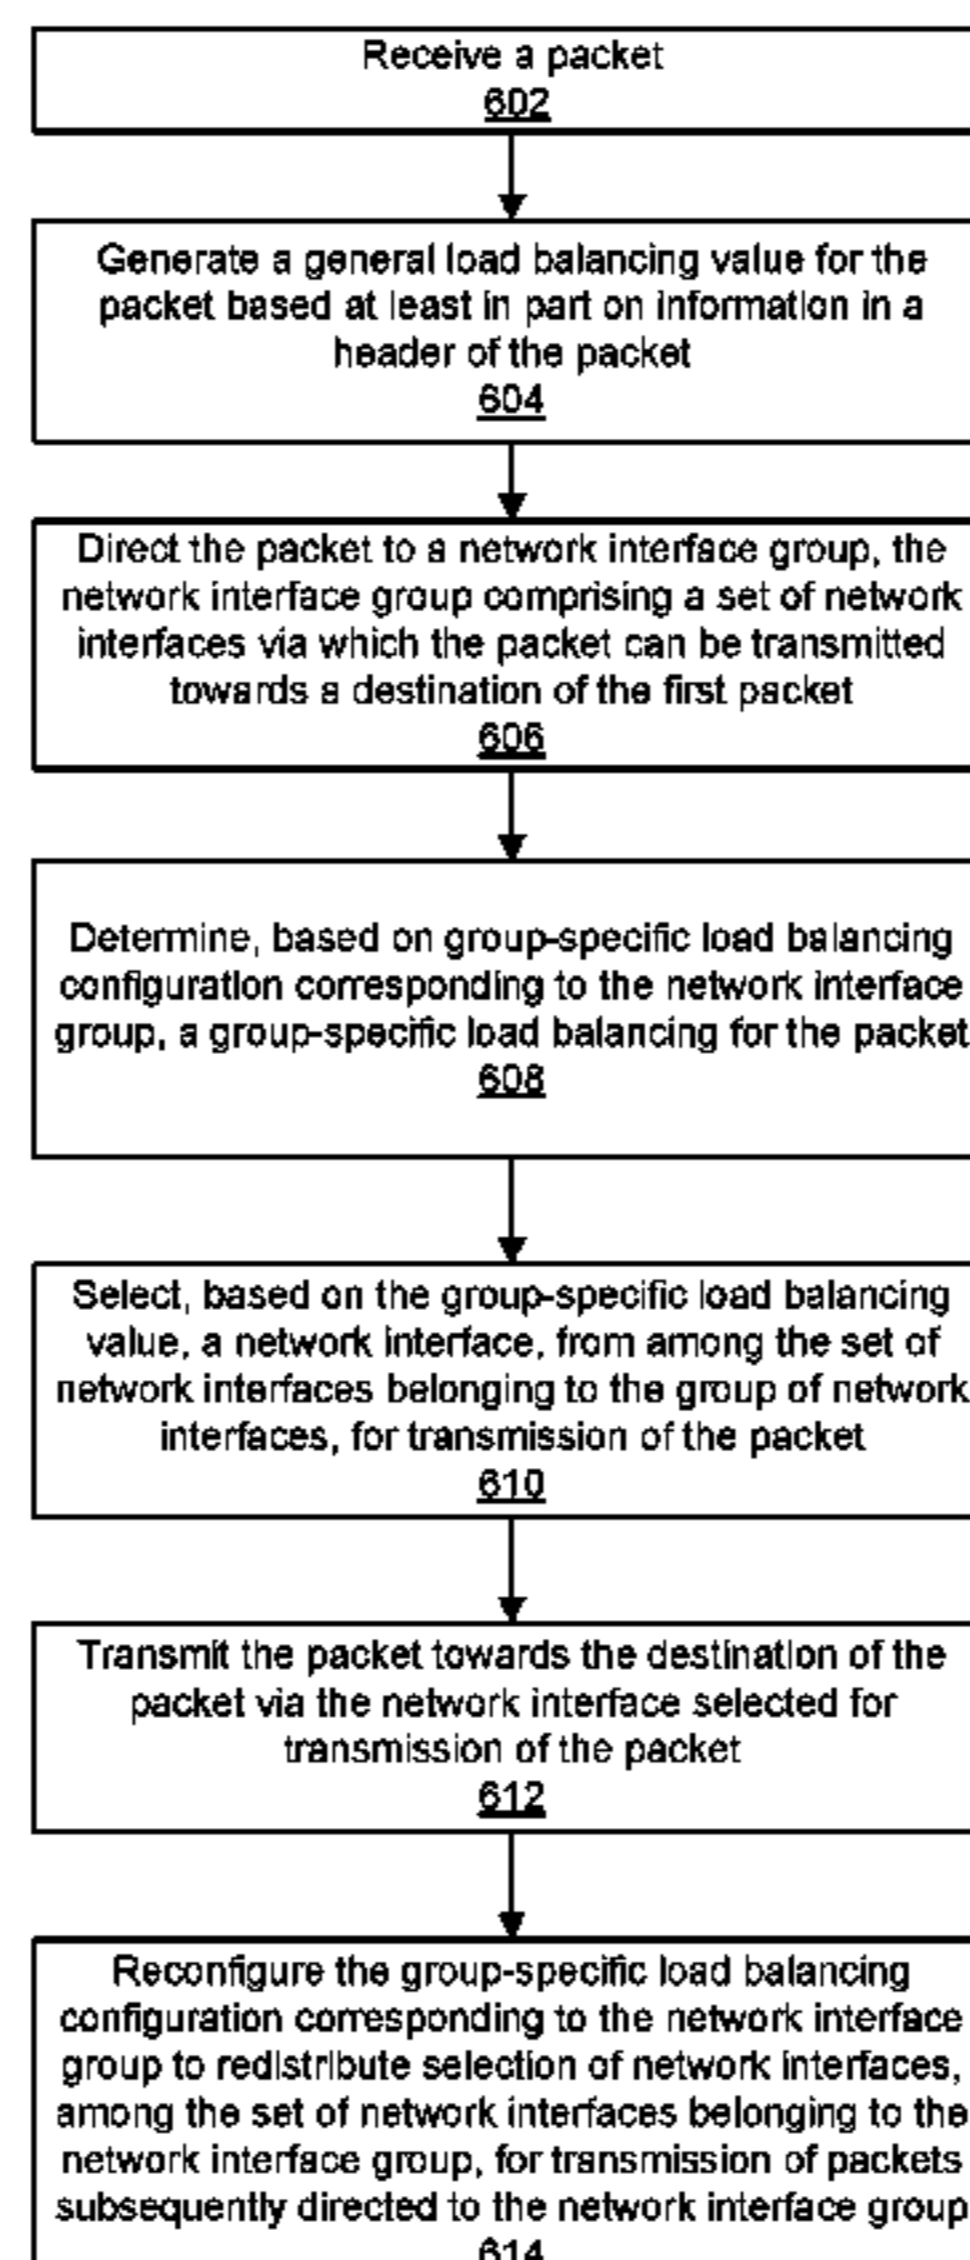 Receive a packet
602
Generate a general load balancing value for the
packet based at least in part on information in a
header of the packet
604
Direct the packet to a network interface group, the
network interface group comprising a set of network
interfaces via which the packet can be transmitted
towards a destination of the first packet
606
Determine, based on group-specific load balancing
configuration corresponding to the network interface
group, a group-specific load balancing for the packet
608
Select, based on the group-specific load balancing
value, a network interface, from among the set of
network interfaces belonging to the group of network
interfaces, for transmission of the packet
610
Transmit the packet towards the destination of the
packet via the network interface selected for
transmission of the packet
612
Reconfigure the group-specific load balancing
configuration corresponding to the network interface
group to redistribute selection of network interfaces,
among the set of network interfaces belonging to the
network interface group, for transmission of packets
subsequently directed to the network interface group
614